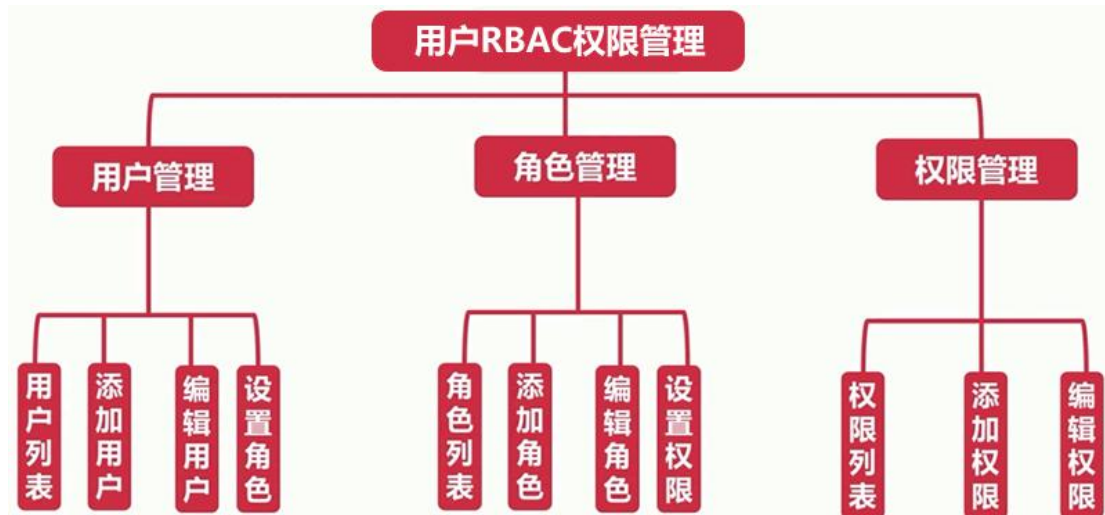 用户RBAC权限管理
用户管理
角色管理
权限管理
用户列表
添加用户
编辑用户
设置角色
角色列表
添加角色
编辑角色
设置权限
权限列表
添加权限
编辑权限